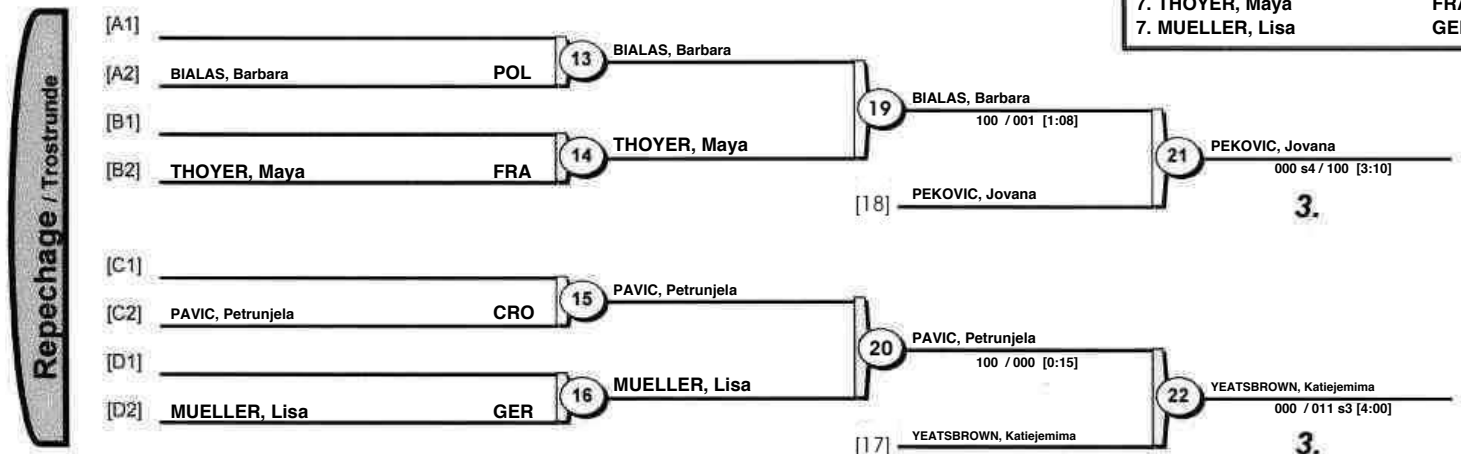 7. THOYER, Maya FRA
7. MUELLER, Lisa GER
Repechage / Trostrunde
[A1]
[A2] BIALAS, Barbara POL
13 BIALAS, Barbara
[B1]
[B2] THOYER, Maya FRA
14 THOYER, Maya
19 BIALAS, Barbara
100 / 001 [1:08]
[18] PEKOVIC, Jovana
21 PEKOVIC, Jovana
000 s4 / 100 [3:10]
3.
[C1]
[C2] PAVIC, Petrunjela CRO
15 PAVIC, Petrunjela
[D1]
[D2] MUELLER, Lisa GER
16 MUELLER, Lisa
20 PAVIC, Petrunjela
100 / 000 [0:15]
[17] YEATSBROWN, Katiejemima
22 YEATSBROWN, Katiejemima
000 / 011 s3 [4:00]
3.